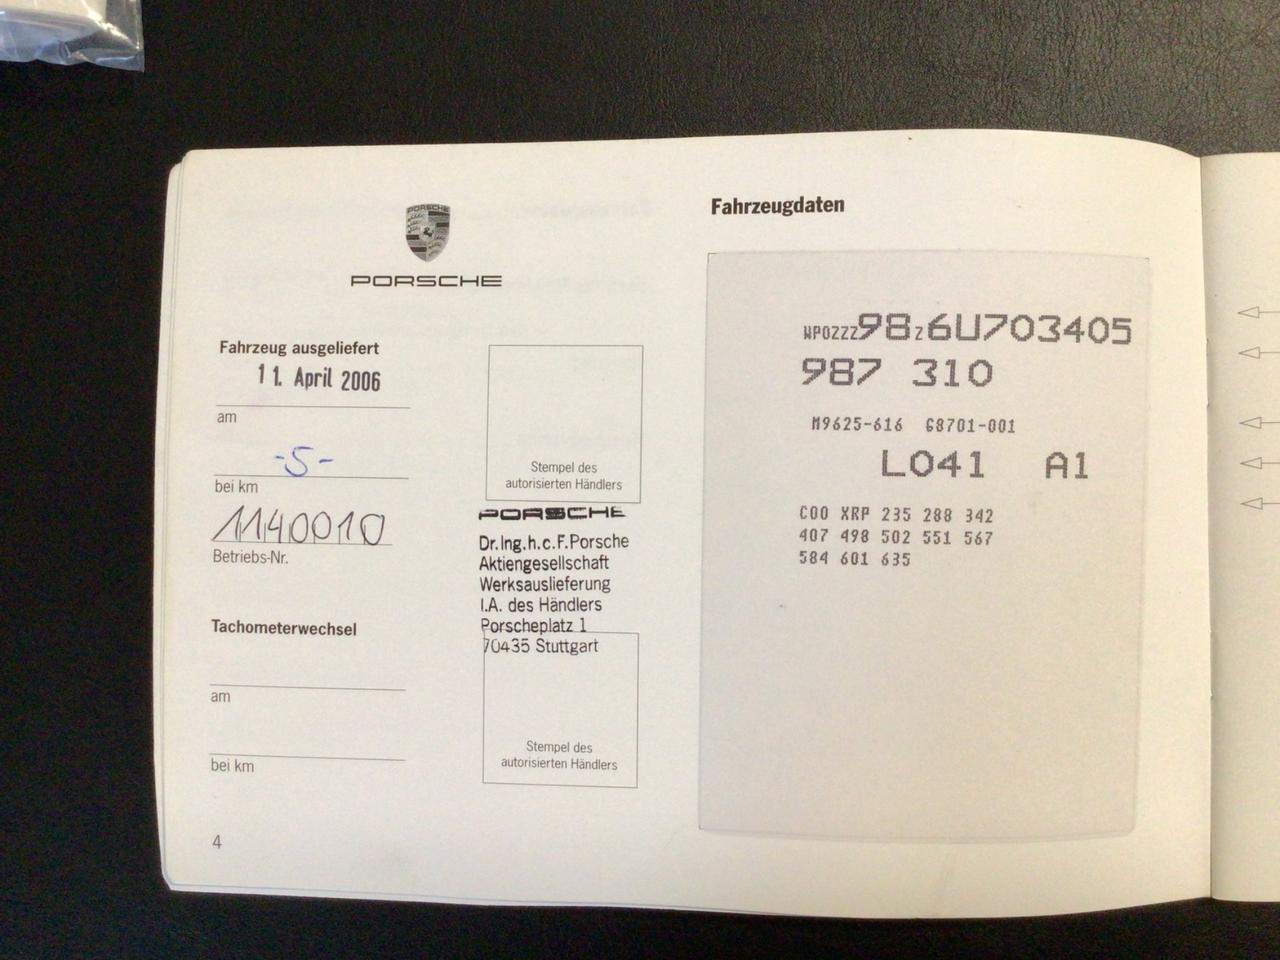 PORSCHE
PORSCHE
Fahrzeug ausgeliefert
11. April 2006
am
-5-
bei km
1140010
Betriebs-Nr.
Tachometerwechsel
am
bei km
4
Stempel des
autorisierten Händlers
PORSCHE
Dr.Ing.h.c.F.Porsche
Aktiengesellschaft
Werksauslieferung
I.A. des Händlers
Porscheplatz 1
70435 Stuttgart
Stempel des
autorisierten Händlers
Fahrzeugdaten
WP0ZZZ98Z6U703405
987 310
M9625-616 G8701-001
L041 A1
C00 XRP 235 288 342
407 498 502 551 567
584 601 635